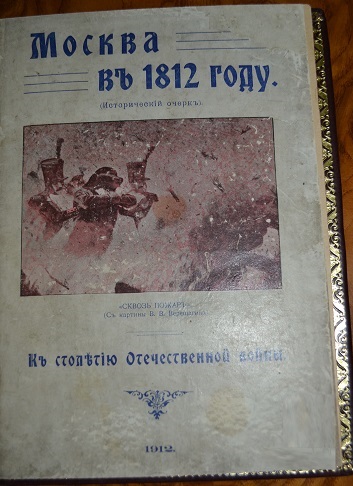 Москва
въ 1812 году.
(Историческій очеркъ).
«СКВОЗЬ ПОЖАРЪ»
(Съ картины В. В. Верещагина).
Къ столѣтію Отечественной войны.
1912.